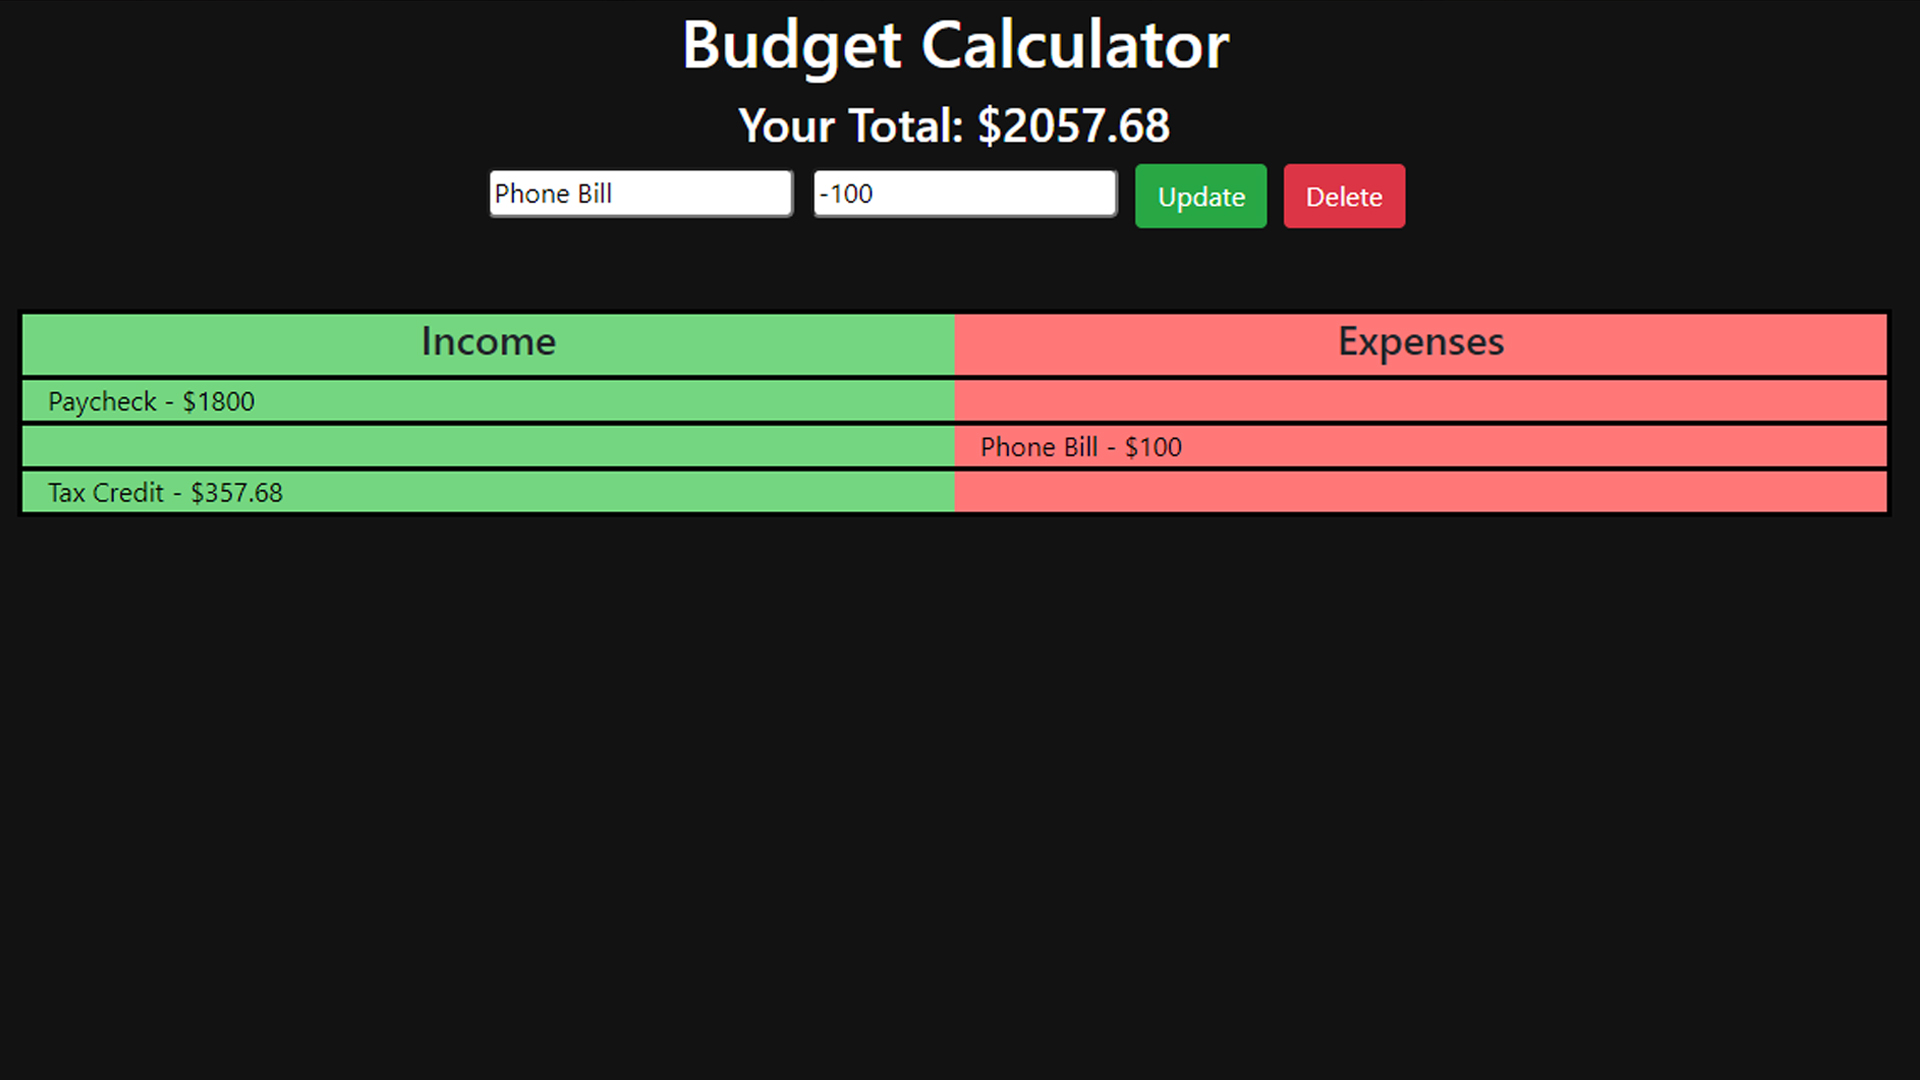 Budget Calculator
Your Total: $2057.68
Phone Bill -100 Update Delete
Income Expenses
Paycheck - $1800
Phone Bill - $100
Tax Credit - $357.68